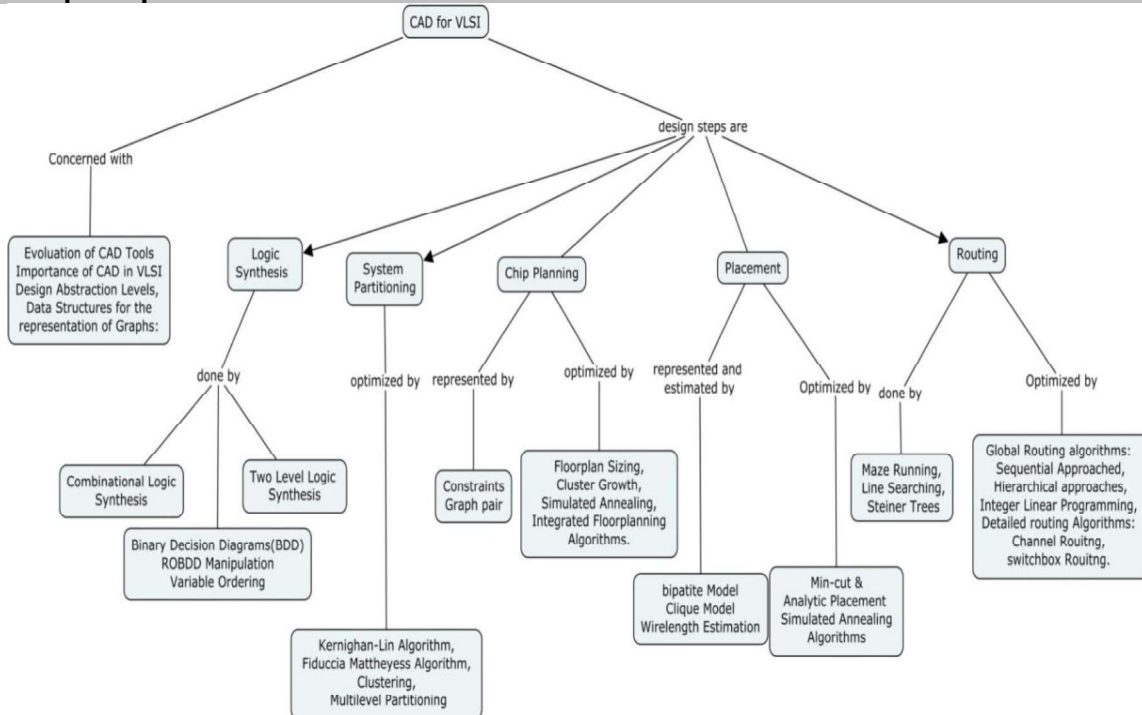 CAD for VLSI
design steps are
Concerned with
Evaluation of CAD Tools
Importance of CAD in VLSI
Design Abstraction Levels,
Data Structures for the
representation of Graphs:
Logic
Synthesis
System
Partitioning
Chip Planning
Placement
Routing
done by
optimized by
represented by
optimized by
represented and
estimated by
Optimized by
done by
Optimized by
Combinational Logic
Synthesis
Two Level Logic
Synthesis
Binary Decision Diagrams(BDD)
ROBDD Manipulation
Variable Ordering
Kernighan-Lin Algorithm,
Fiduccia Mattheyess Algorithm,
Clustering,
Multilevel Partitioning
Constraints
Graph pair
Floorplan Sizing,
Cluster Growth,
Simulated Annealing,
Integrated Floorplanning
Algorithms.
bipatite Model
Clique Model
Wirelength Estimation
Min-cut &
Analytic Placement
Simulated Annealing
Algorithms
Maze Running,
Line Searching,
Steiner Trees
Global Routing algorithms:
Sequential Approached,
Hierarchical approaches,
Integer Linear Programming,
Detailed routing Algorithms:
Channel Rouitng,
switchbox Rouitng.